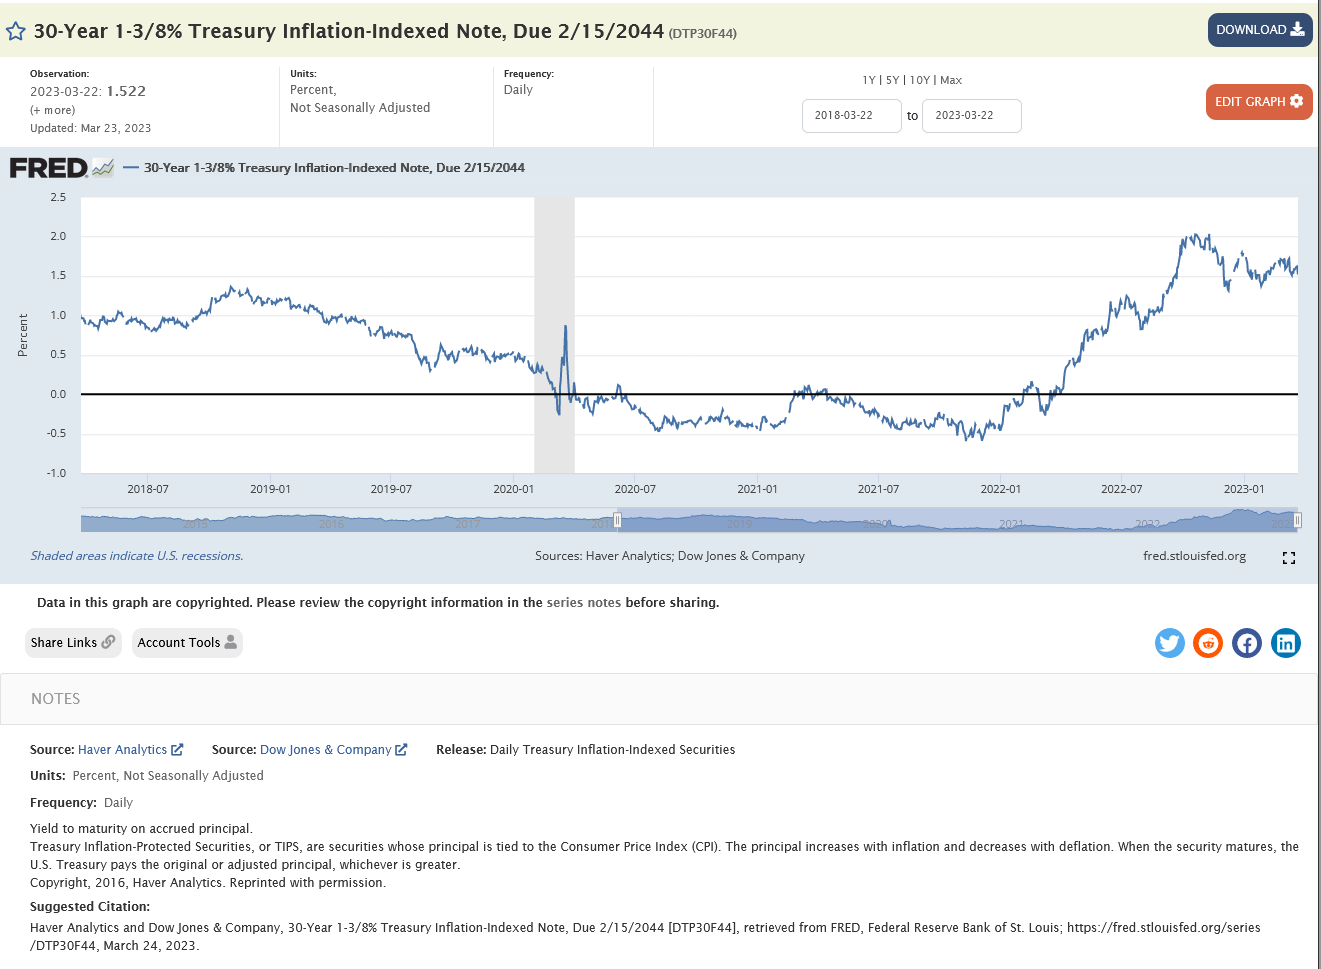 30-Year 1-3/8% Treasury Inflation-Indexed Note, Due 2/15/2044 (DTP30F44)
DOWNLOAD
Observation:
2023-03-22: 1.522
(+ more)
Updated: Mar 23, 2023
Units:
Percent,
Not Seasonally Adjusted
Frequency:
Daily
1Y | 5Y | 10Y | Max
2018-03-22 to 2023-03-22
EDIT GRAPH
FRED
30-Year 1-3/8% Treasury Inflation-Indexed Note, Due 2/15/2044
Percent
2.5
2.0
1.5
1.0
0.5
0.0
-0.5
-1.0
2018-07 2019-01 2019-07 2020-01 2020-07 2021-01 2021-07 2022-01 2022-07 2023-01
2015 2016 2017 2019 2020 2021 2022
Shaded areas indicate U.S. recessions.
Sources: Haver Analytics; Dow Jones & Company
fred.stlouisfed.org
Data in this graph are copyrighted. Please review the copyright information in the series notes before sharing.
Share Links
Account Tools
NOTES
Source: Haver Analytics Source: Dow Jones & Company Release: Daily Treasury Inflation-Indexed Securities
Units: Percent, Not Seasonally Adjusted
Frequency: Daily
Yield to maturity on accrued principal.
Treasury Inflation-Protected Securities, or TIPS, are securities whose principal is tied to the Consumer Price Index (CPI). The principal increases with inflation and decreases with deflation. When the security matures, the
U.S. Treasury pays the original or adjusted principal, whichever is greater.
Copyright, 2016, Haver Analytics. Reprinted with permission.
Suggested Citation:
Haver Analytics and Dow Jones & Company, 30-Year 1-3/8% Treasury Inflation-Indexed Note, Due 2/15/2044 [DTP30F44], retrieved from FRED, Federal Reserve Bank of St. Louis; https://fred.stlouisfed.org/series
/DTP30F44, March 24, 2023.